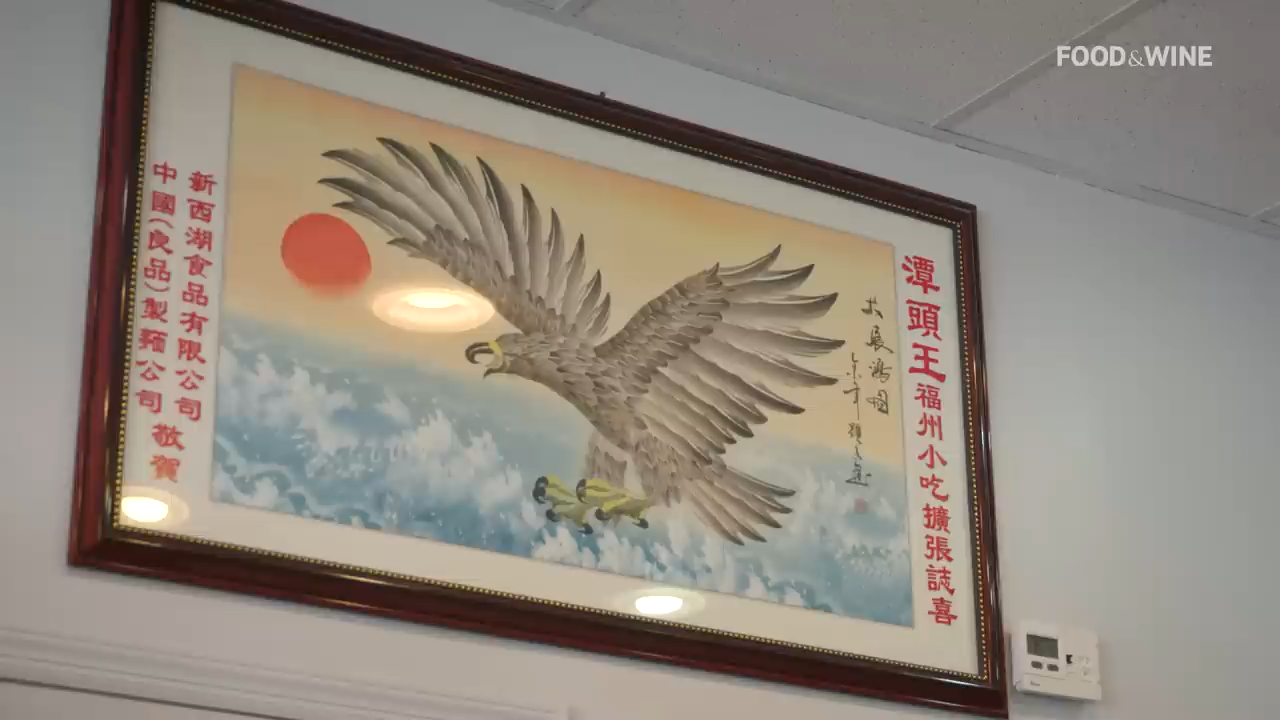 FOOD&WINE
潭頭王福州小吃擴張誌喜
大展鴻圖
新西湖食品有限公司
中國(良品)製麵公司
敬賀